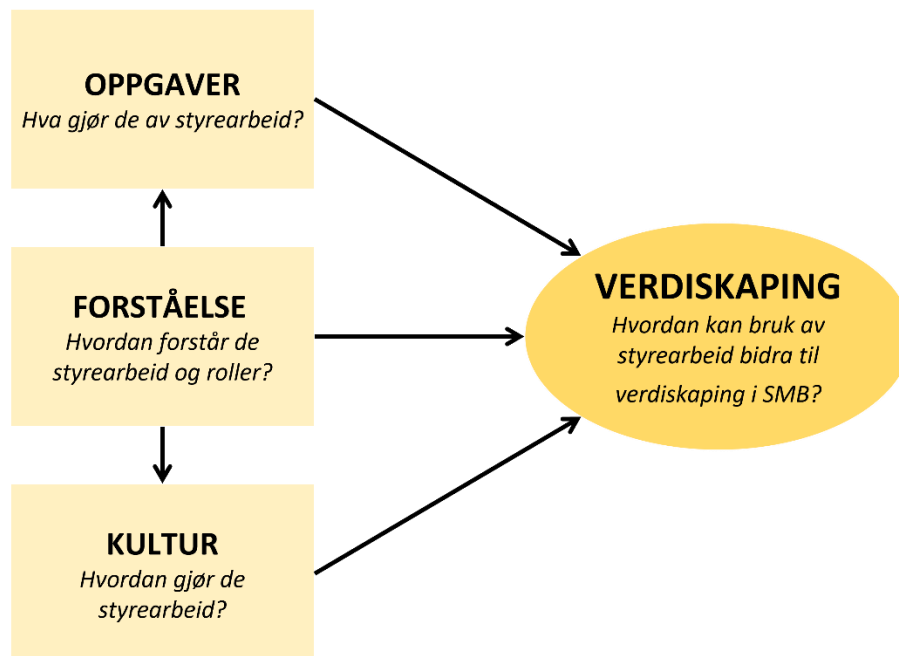 OPPGAVER
Hva gjør de av styrearbeid?
FORSTÅELSE
Hvordan forstår de
styrearbeid og roller?
KULTUR
Hvordan gjør de
styrearbeid?
VERDISKAPING
Hvordan kan bruk av
styrearbeid bidra til
verdiskaping i SMB?